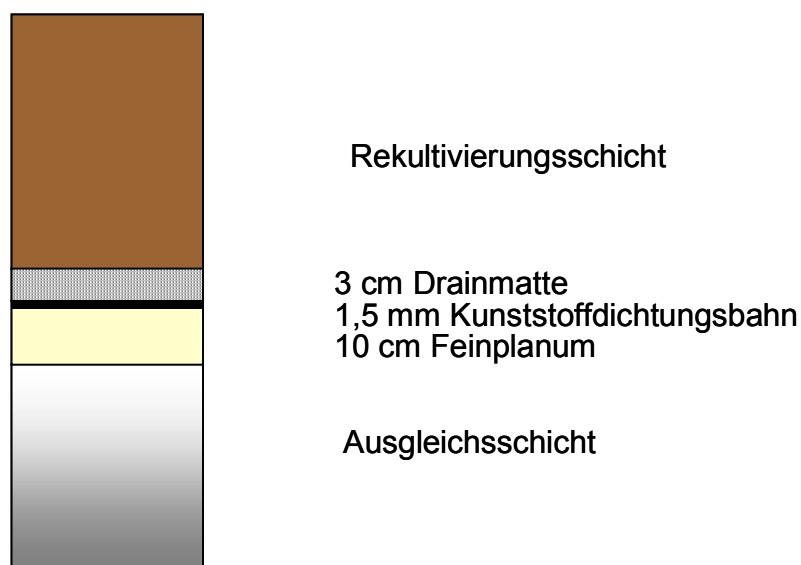 Rekultivierungsschicht
3 cm Drainmatte
1,5 mm Kunststoffdichtungsbahn
10 cm Feinplanum
Ausgleichsschicht